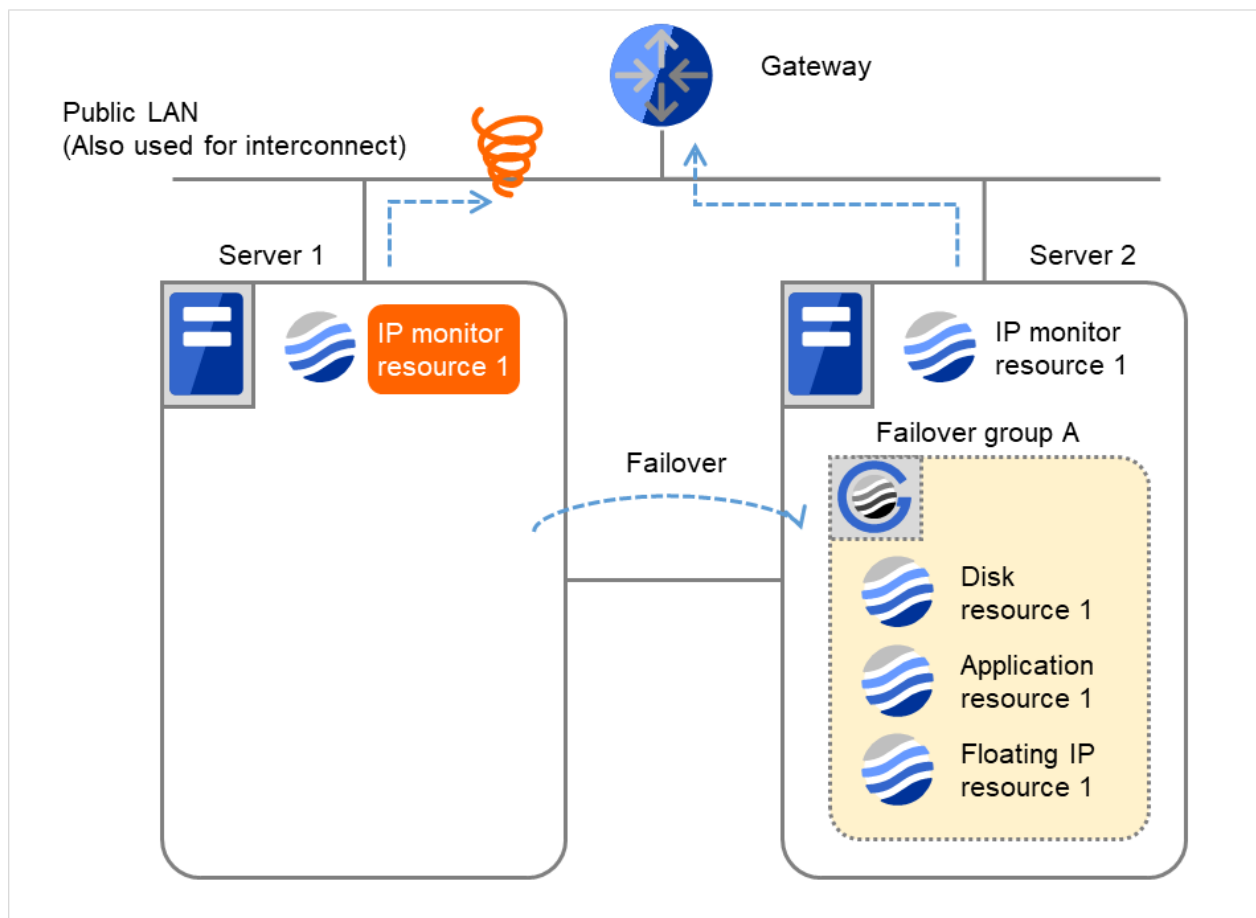 Gateway
Public LAN
(Also used for interconnect)
Server 1
Server 2
IP monitor
resource 1
IP monitor
resource 1
Failover group A
Failover
Disk
resource 1
Application
resource 1
Floating IP
resource 1